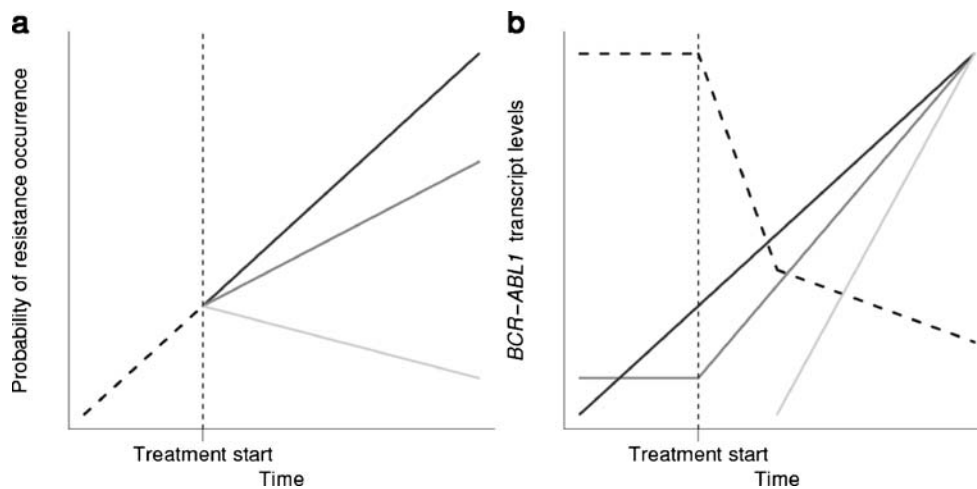 a
Probability of resistance occurrence
Treatment start
Time
b
BCR−ABL1 transcript levels
Treatment start
Time